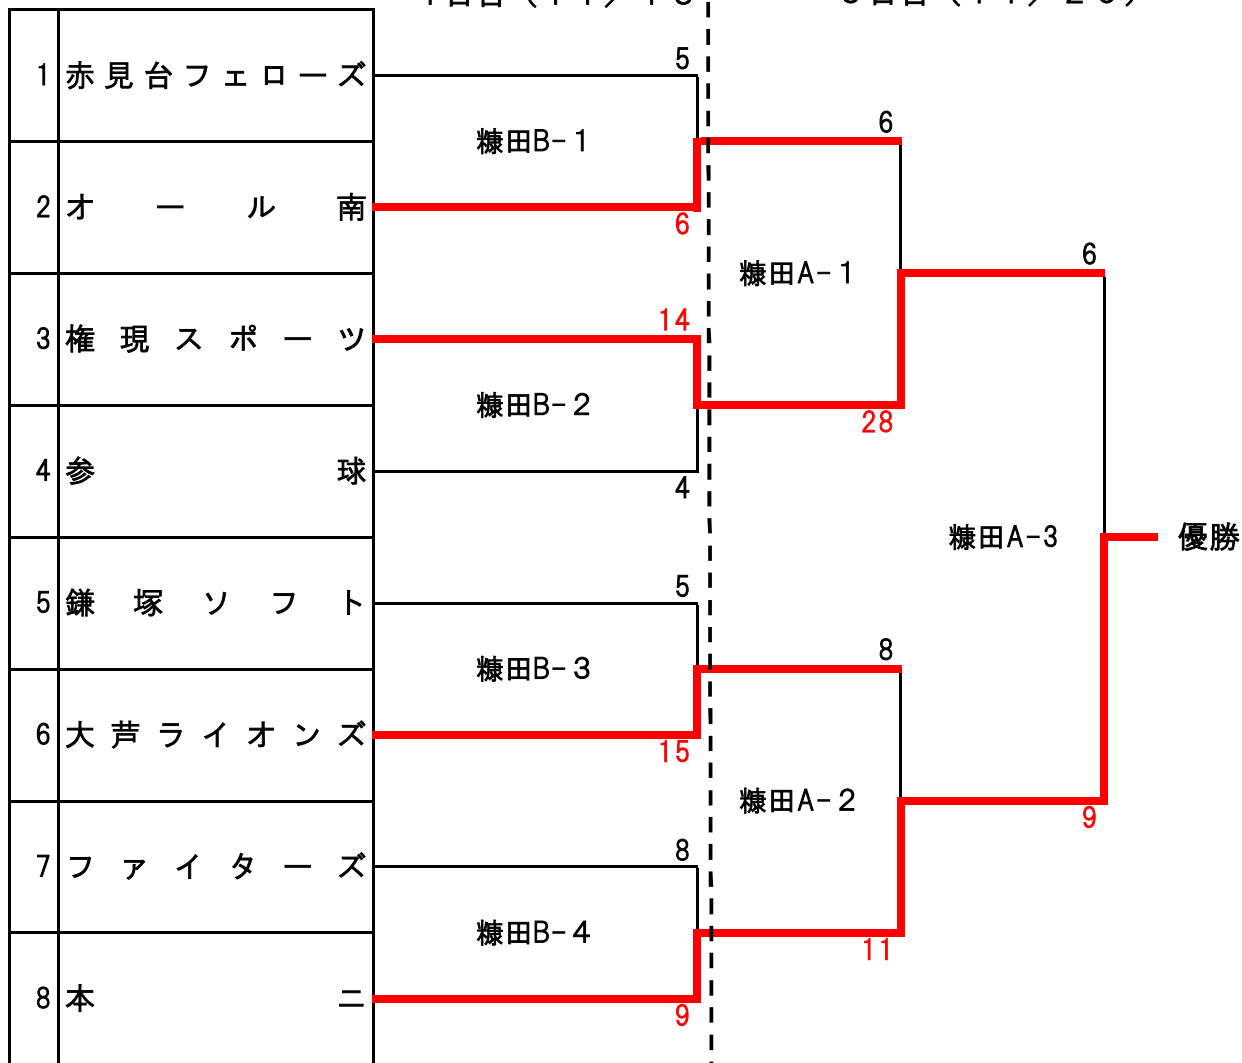 5
1 赤見台フェローズ
6
糠田B-1
2 オール南
6
6
糠田A-1
14
3 権現スポーツ
糠田B-2
28
4 参球
4
糠田A-3 優勝
5
5 鎌塚ソフト
8
糠田B-3
6 大芦ライオンズ
15
糠田A-2
9
8
7 ファイターズ
糠田B-4
11
8 本二
9